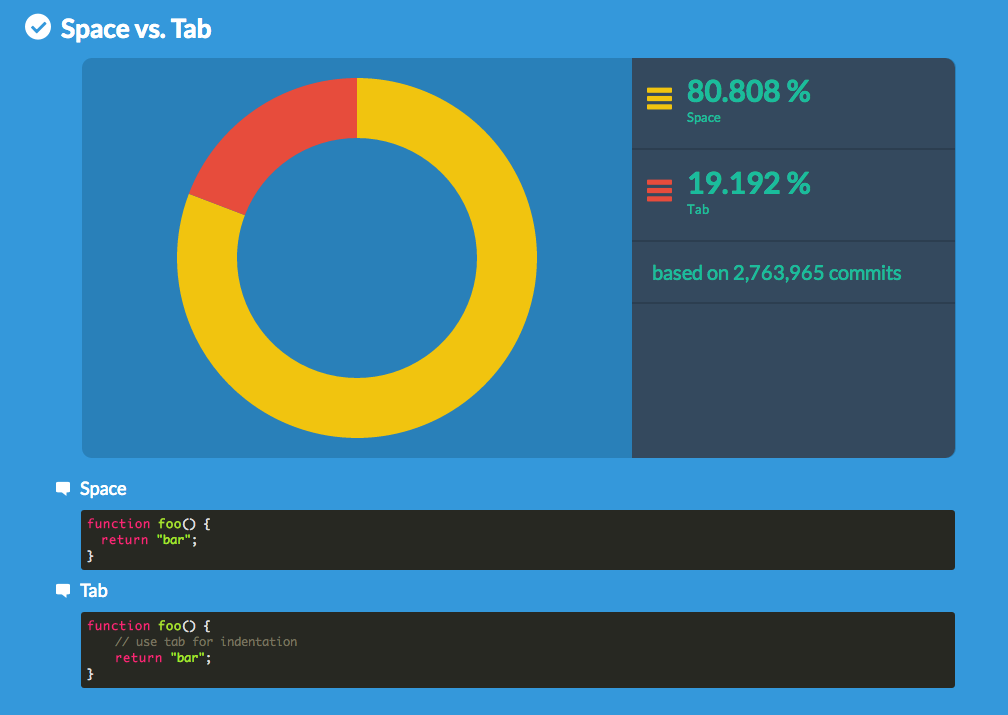 Space vs. Tab
80.808 %
Space
19.192 %
Tab
based on 2,763,965 commits
Space
function foo() {
  return "bar";
}
Tab
function foo() {
    // use tab for indentation
    return "bar";
}